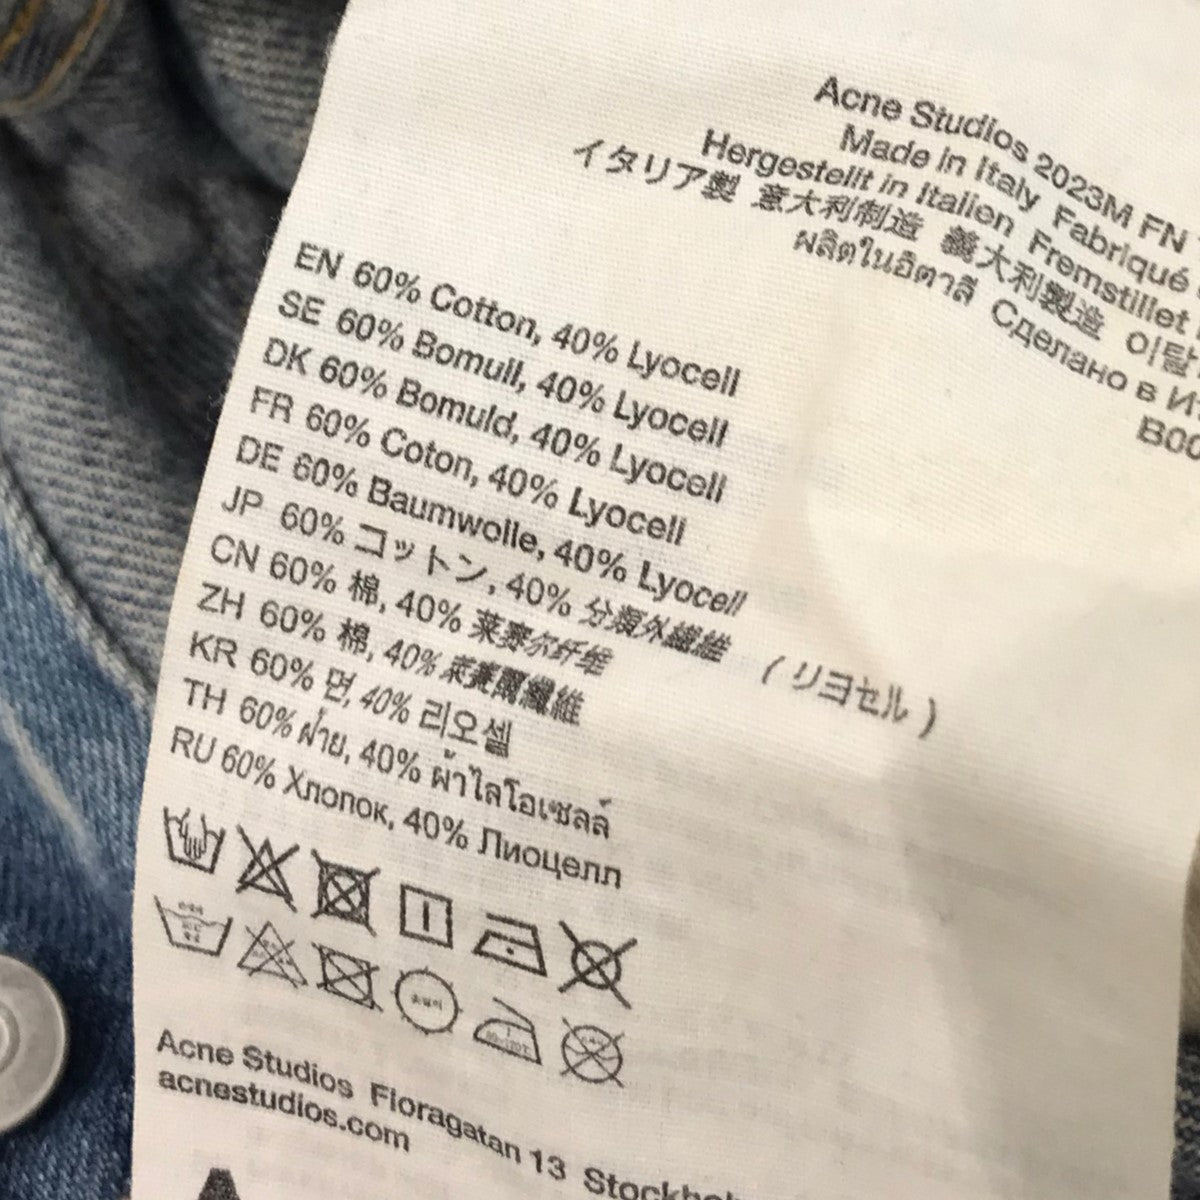 Acne Studios 2023M FN
Made in Italy Fabriqué
Hergestellt in Italien Fremstillet
イタリア製 意大利制造 義大利製造 이탈
ผลิตในอิตาลี Сделано в
B00
EN 60% Cotton, 40% Lyocell
SE 60% Bomull, 40% Lyocell
DK 60% Bomuld, 40% Lyocell
FR 60% Coton, 40% Lyocell
DE 60% Baumwolle, 40% Lyocell
JP 60% コットン, 40% 分類外繊維 (リヨセル)
CN 60% 棉, 40% 莱赛尔纤维
ZH 60% 棉, 40% 萊賽爾纖維
KR 60% 면, 40% 리오셀
TH 60% ฝ้าย, 40% ผ้าไลโอเซลล์
RU 60% Хлопок, 40% Лиоцелл
Acne Studios Floragatan 13
acnestudios.com